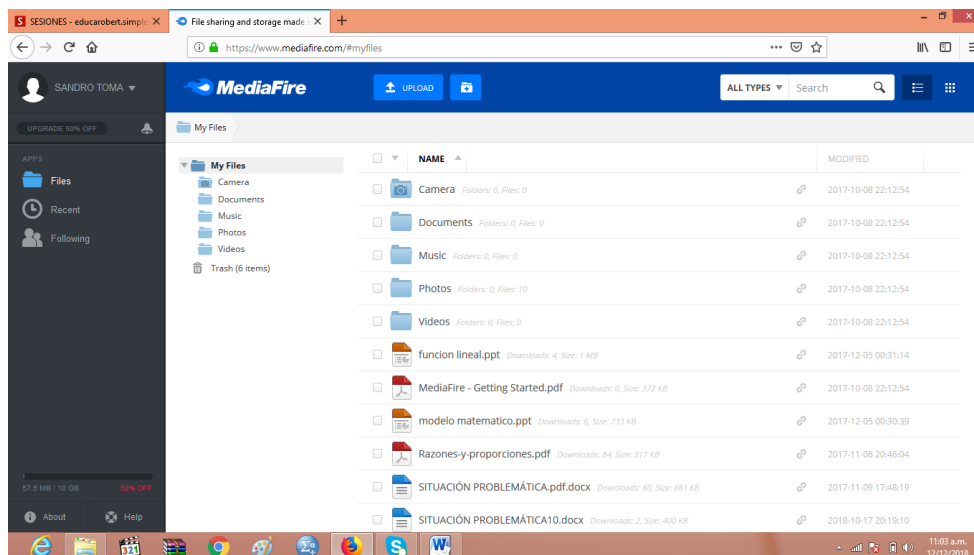 SESIONES - educarobert.simple
File sharing and storage made
https://www.mediafire.com/#myfiles
SANDRO TOMA
MediaFire
UPLOAD
ALL TYPES
Search
UPGRADE 50% OFF
My Files
APPS
Files
Recent
Following
My Files
Camera
Documents
Music
Photos
Videos
Trash (6 items)
NAME
MODIFIED
Camera Folders: 0, Files: 0 2017-10-08 22:12:54
Documents Folders: 0, Files: 0 2017-10-08 22:12:54
Music Folders: 0, Files: 0 2017-10-08 22:12:54
Photos Folders: 0, Files: 10 2017-10-08 22:12:54
Videos Folders: 0, Files: 0 2017-10-08 22:12:54
funcion lineal.ppt Downloads: 4, Size: 1 MB 2017-12-05 00:31:14
MediaFire - Getting Started.pdf Downloads: 0, Size: 372 KB 2017-10-08 22:12:54
modelo matematico.ppt Downloads: 6, Size: 733 KB 2017-12-05 00:30:39
Razones-y-proporciones.pdf Downloads: 84, Size: 317 KB 2017-11-06 20:46:04
SITUACIÓN PROBLEMÁTICA.pdf.docx Downloads: 60, Size: 661 KB 2017-11-09 17:48:19
SITUACIÓN PROBLEMÁTICA10.docx Downloads: 2, Size: 400 KB 2018-10-17 20:19:10
57.5 MB / 10 GB
50% OFF
About
Help
321
11:03 a.m.
12/12/2018